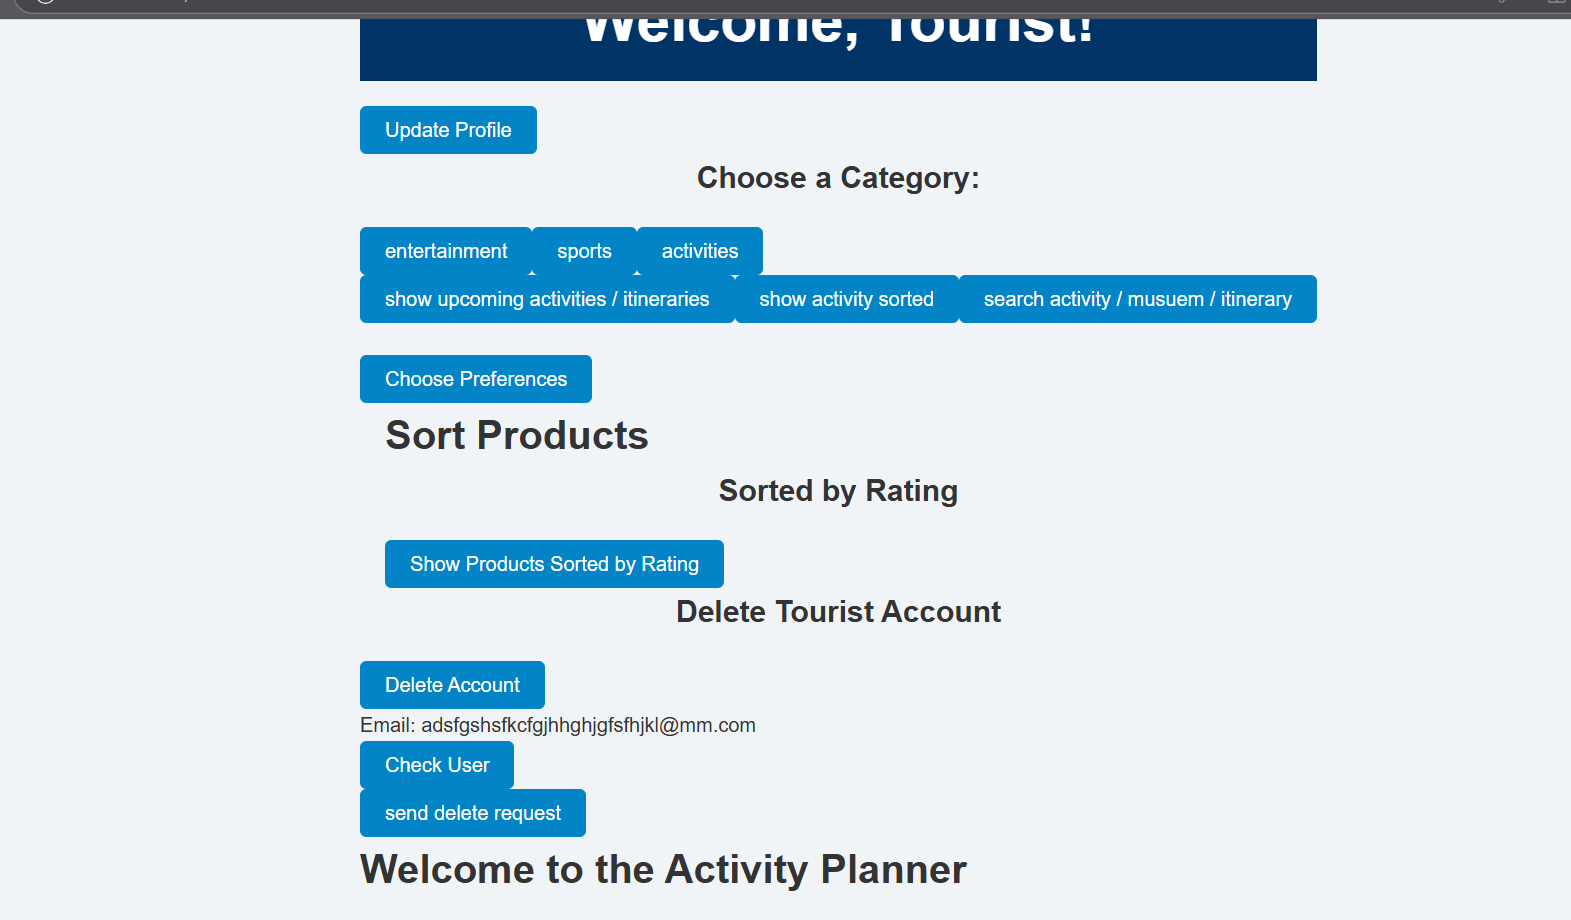 Welcome, Tourist!
Update Profile
Choose a Category:
entertainment sports activities
show upcoming activities / itineraries show activity sorted search activity / musuem / itinerary
Choose Preferences
Sort Products
Sorted by Rating
Show Products Sorted by Rating
Delete Tourist Account
Delete Account
Email: adsfgshsfkcfgjhhghjgfsfhjkl@mm.com
Check User
send delete request
Welcome to the Activity Planner